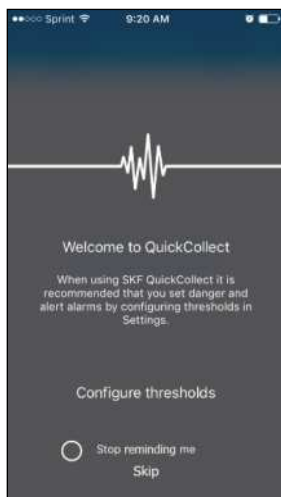 Sprint 9:20 AM
Welcome to QuickCollect
When using SKF QuickCollect it is
recommended that you set danger and
alert alarms by configuring thresholds in
Settings.
Configure thresholds
Stop reminding me
Skip